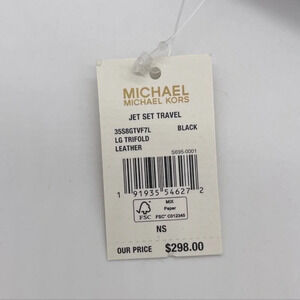 MICHAEL
MICHAEL KORS
JET SET TRAVEL
35S8GTVF7L BLACK
LG TRIFOLD
LEATHER
S695-0001
1 91935 54627 2
FSC
MIX
Paper
FSC® C012345
NS
OUR PRICE $298.00